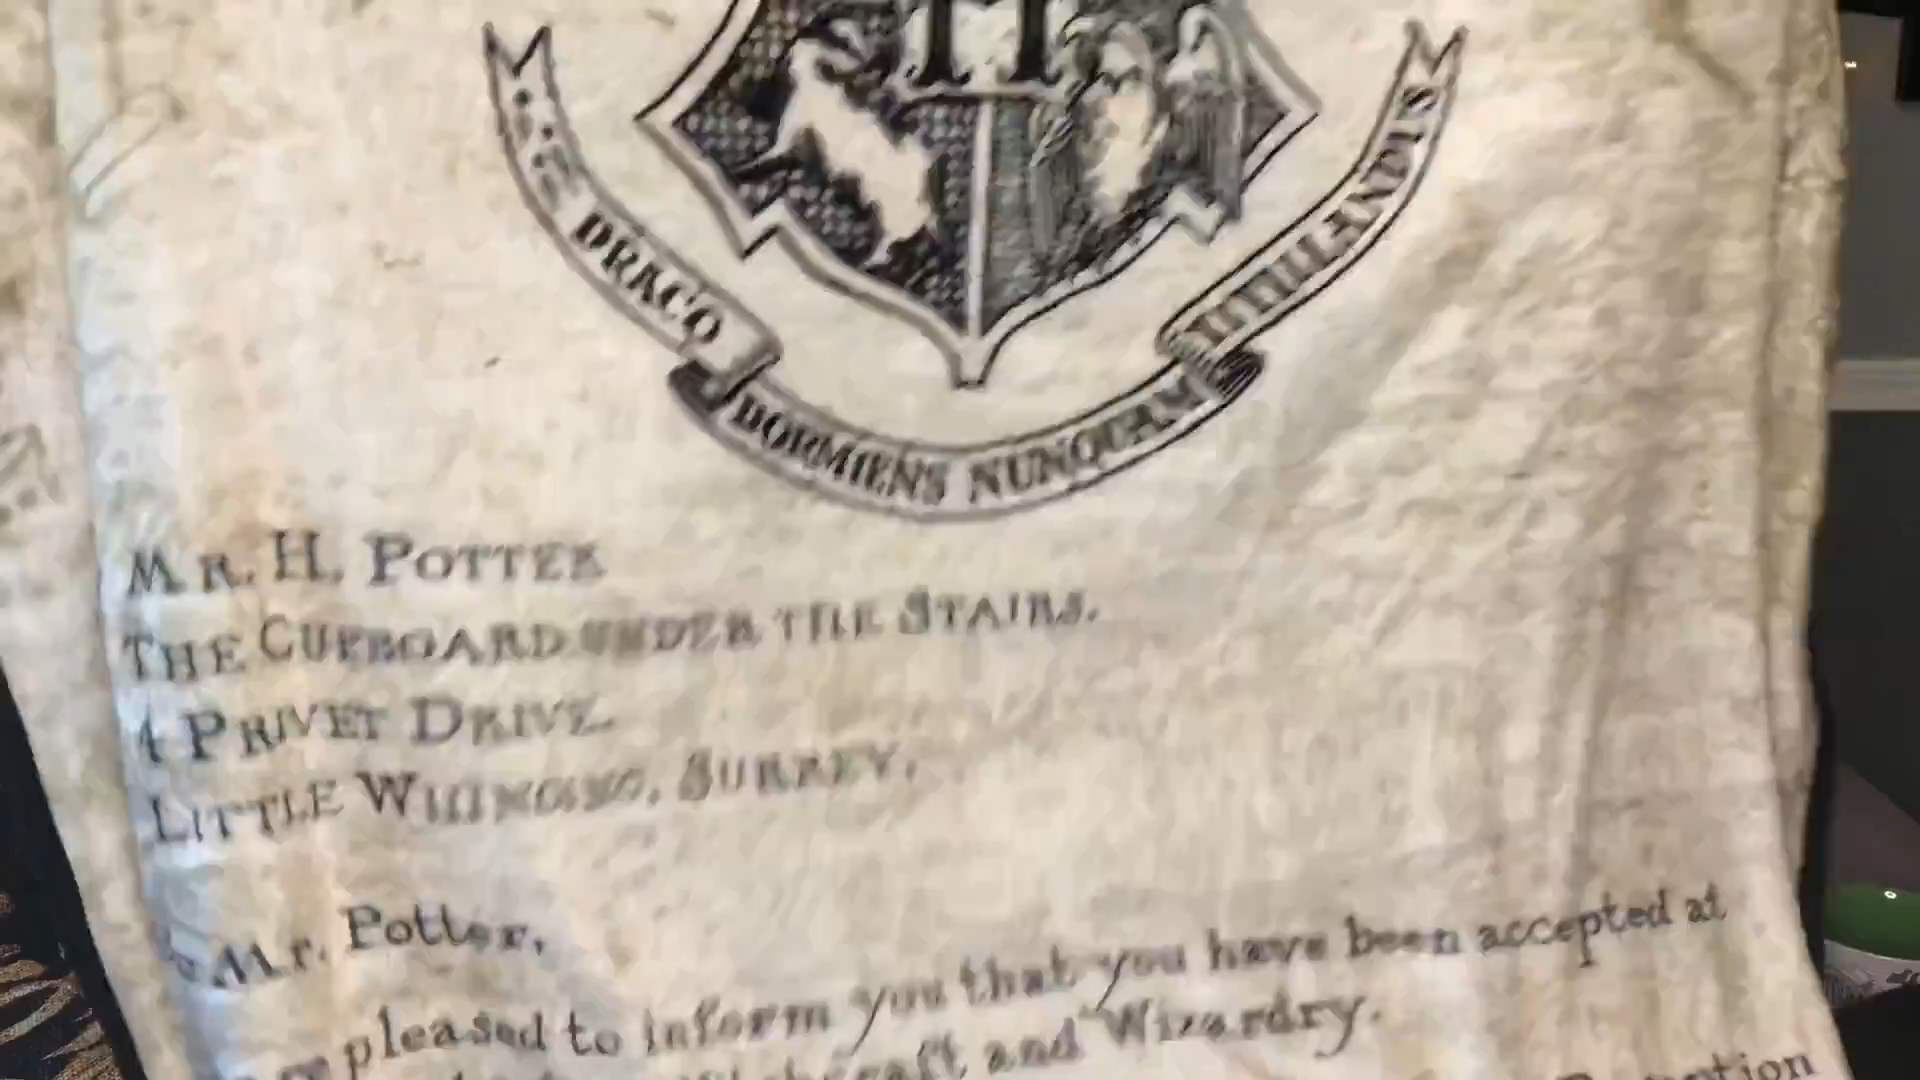 H
DRACO DORMIENS NUNQUAM TITILLANDUS
MR. H. POTTER
THE CUPBOARD UNDER THE STAIRS,
4 PRIVET DRIVE
LITTLE WHINGING, SURREY,
Mr. Potter,
pleased to inform you that you have been accepted at
and Wizardry.